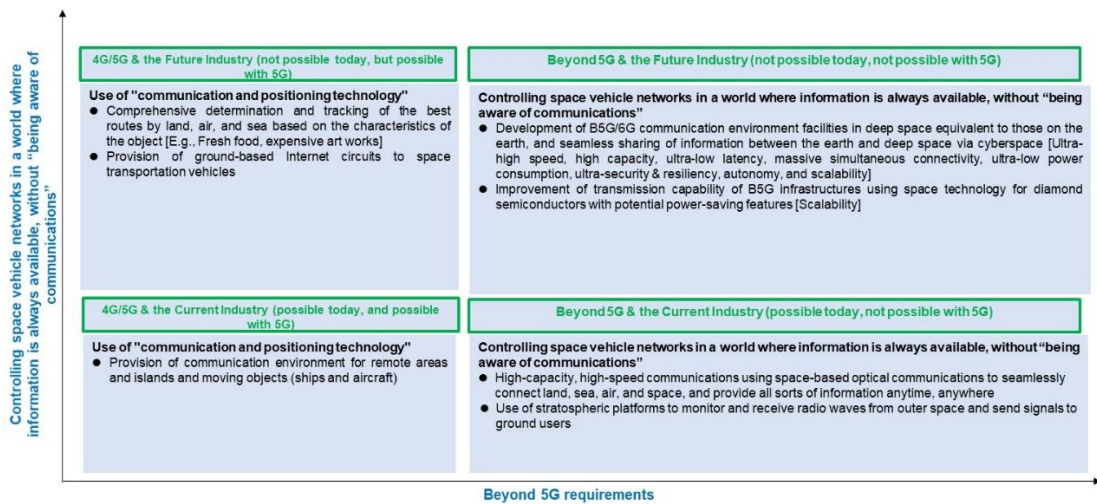 Controlling space vehicle networks in a world where
information is always available, without “being aware of
communications”
4G/5G & the Future Industry (not possible today, but possible
with 5G)
Use of "communication and positioning technology"
● Comprehensive determination and tracking of the best
routes by land, air, and sea based on the characteristics of
the object [E.g., Fresh food, expensive art works]
● Provision of ground-based Internet circuits to space
transportation vehicles
Beyond 5G & the Future Industry (not possible today, not possible with 5G)
Controlling space vehicle networks in a world where information is always available, without “being
aware of communications”
● Development of B5G/6G communication environment facilities in deep space equivalent to those on the
earth, and seamless sharing of information between the earth and deep space via cyberspace [Ultra-
high speed, high capacity, ultra-low latency, massive simultaneous connectivity, ultra-low power
consumption, ultra-security & resiliency, autonomy, and scalability]
● Improvement of transmission capability of B5G infrastructures using space technology for diamond
semiconductors with potential power-saving features [Scalability]
4G/5G & the Current Industry (possible today, and possible
with 5G)
Use of "communication and positioning technology"
● Provision of communication environment for remote areas
and islands and moving objects (ships and aircraft)
Beyond 5G & the Current Industry (possible today, not possible with 5G)
Controlling space vehicle networks in a world where information is always available, without “being
aware of communications”
● High-capacity, high-speed communications using space-based optical communications to seamlessly
connect land, sea, air, and space, and provide all sorts of information anytime, anywhere
● Use of stratospheric platforms to monitor and receive radio waves from outer space and send signals to
ground users
Beyond 5G requirements